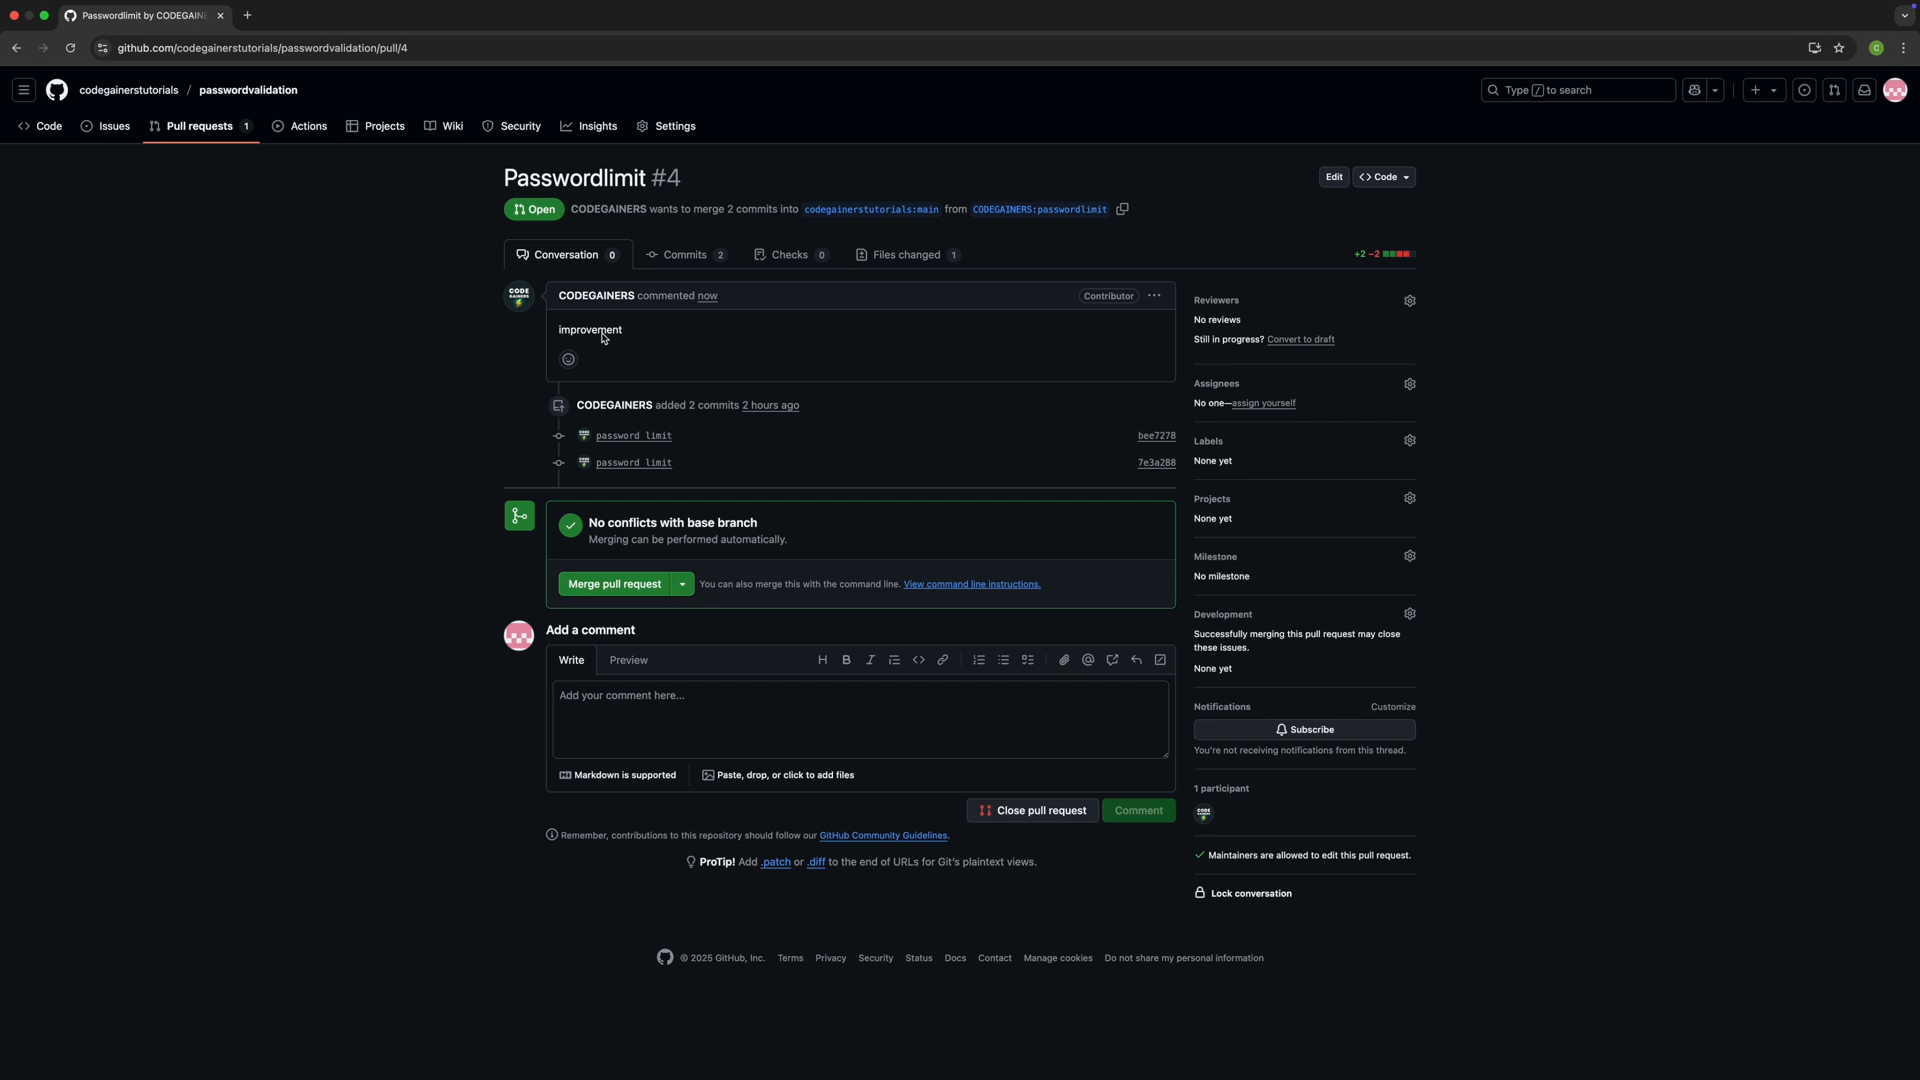 Passwordlimit by CODEGAINE
github.com/codegainerstutorials/passwordvalidation/pull/4
C
codegainerstutorials / passwordvalidation
Type / to search
Code Issues Pull requests 1 Actions Projects Wiki Security Insights Settings
Passwordlimit #4
Edit <> Code
Open CODEGAINERS wants to merge 2 commits into codegainerstutorials:main from CODEGAINERS:passwordlimit
Conversation 0 Commits 2 Checks 0 Files changed 1 +2 −2
CODE GAINERS
CODEGAINERS commented now Contributor
improvement
CODEGAINERS added 2 commits 2 hours ago
password limit bee7278
password limit 7e3a288
No conflicts with base branch
Merging can be performed automatically.
Merge pull request You can also merge this with the command line. View command line instructions.
Add a comment
Write Preview
Add your comment here...
Markdown is supported Paste, drop, or click to add files
Close pull request Comment
Remember, contributions to this repository should follow our GitHub Community Guidelines.
ProTip! Add .patch or .diff to the end of URLs for Git's plaintext views.
Reviewers
No reviews
Still in progress? Convert to draft
Assignees
No one—assign yourself
Labels
None yet
Projects
None yet
Milestone
No milestone
Development
Successfully merging this pull request may close
these issues.
None yet
Notifications Customize
Subscribe
You're not receiving notifications from this thread.
1 participant
Maintainers are allowed to edit this pull request.
Lock conversation
© 2025 GitHub, Inc. Terms Privacy Security Status Docs Contact Manage cookies Do not share my personal information